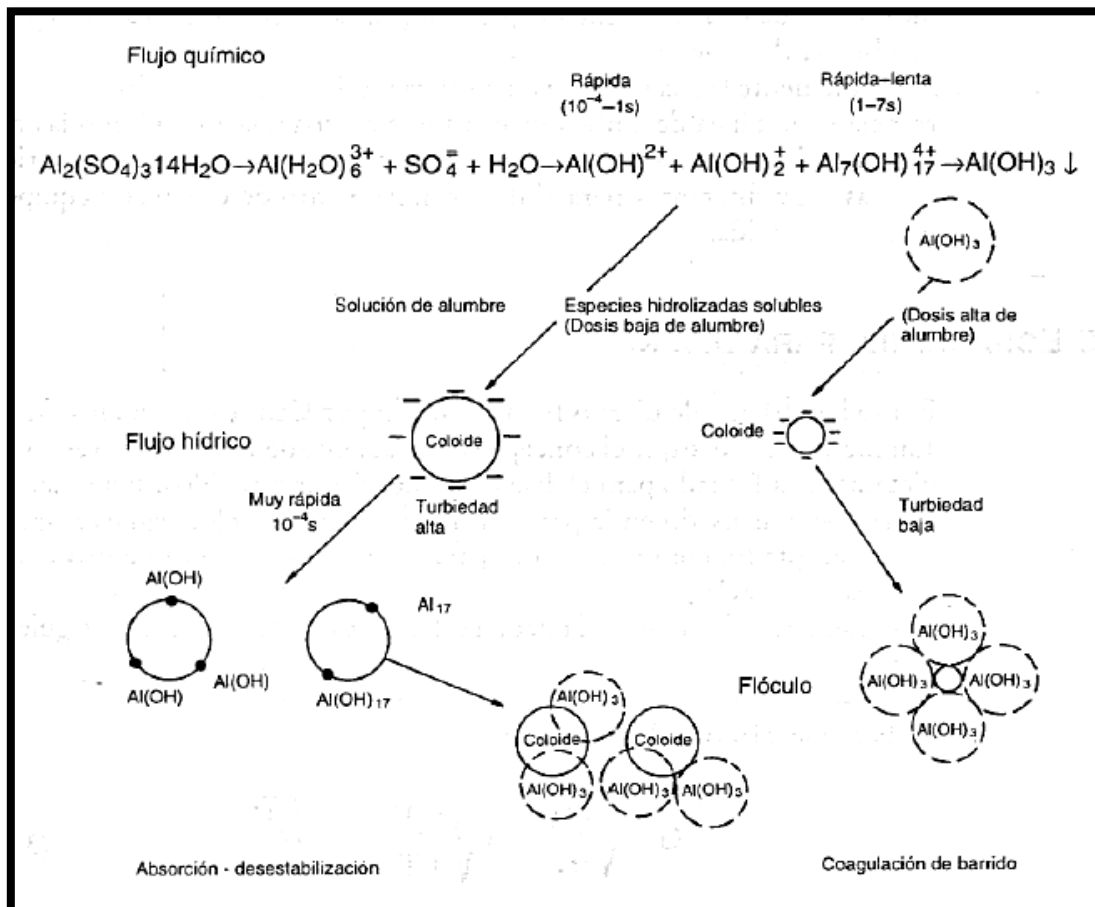 Flujo químico
Rápida
(10⁻⁴–1s)
Rápida–lenta
(1–7s)
Al₂(SO₄)₃14H₂O→Al(H₂O)₆³⁺ + SO₄⁼ + H₂O→Al(OH)²⁺ + Al(OH)₂⁺ + Al₇(OH)₁₇⁴⁺→Al(OH)₃ ↓
Al(OH)₃
Solución de alumbre
Especies hidrolizadas solubles
(Dosis baja de alumbre)
(Dosis alta de
alumbre)
Coloide
Coloide
Flujo hídrico
Muy rápida
10⁻⁴s
Turbiedad
alta
Turbiedad
baja
Al(OH)
Al(OH)
Al(OH)
Al₁₇
Al(OH)₁₇
Al(OH)₃
Coloide
Coloide
Al(OH)₃
Al(OH)₃
Al(OH)₃
Flóculo
Al(OH)₃
Al(OH)₃
Al(OH)₃
Al(OH)₃
Absorción - desestabilización
Coagulación de barrido